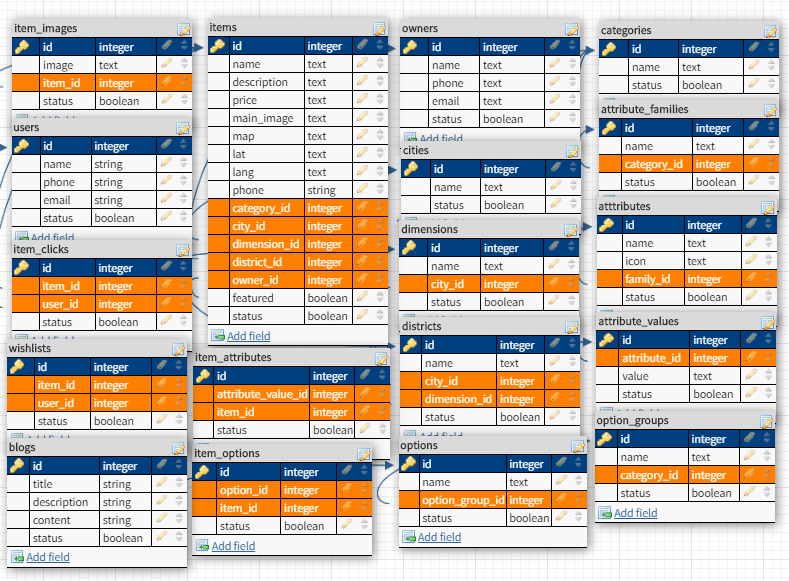 item_images
id integer
image text
item_id integer
status boolean
users
id integer
name string
phone string
email string
status boolean
Add field
item_clicks
id integer
item_id integer
user_id integer
status boolean
wishlists
id integer
item_id integer
user_id integer
status boolean
blogs
id integer
title string
description string
content string
status boolean
Add field
items
id integer
name text
description text
price text
main_image text
map text
lat text
lang text
phone string
category_id integer
city_id integer
dimension_id integer
district_id integer
owner_id integer
featured boolean
status boolean
Add field
item_attributes
id integer
attribute_value_id integer
item_id integer
status boolean
item_options
id integer
option_id integer
item_id integer
status boolean
Add field
owners
id integer
name text
phone text
email text
status boolean
Add field
cities
id integer
name text
status boolean
dimensions
id integer
name text
city_id integer
status boolean
districts
id integer
name text
city_id integer
dimension_id integer
status boolean
options
id integer
name text
option_group_id integer
status boolean
Add field
categories
id integer
name text
status boolean
attribute_families
id integer
name text
category_id integer
status boolean
atttributes
id integer
name text
icon text
family_id integer
status boolean
attribute_values
id integer
attribute_id integer
value text
status boolean
option_groups
id integer
name text
category_id integer
status boolean
Add field